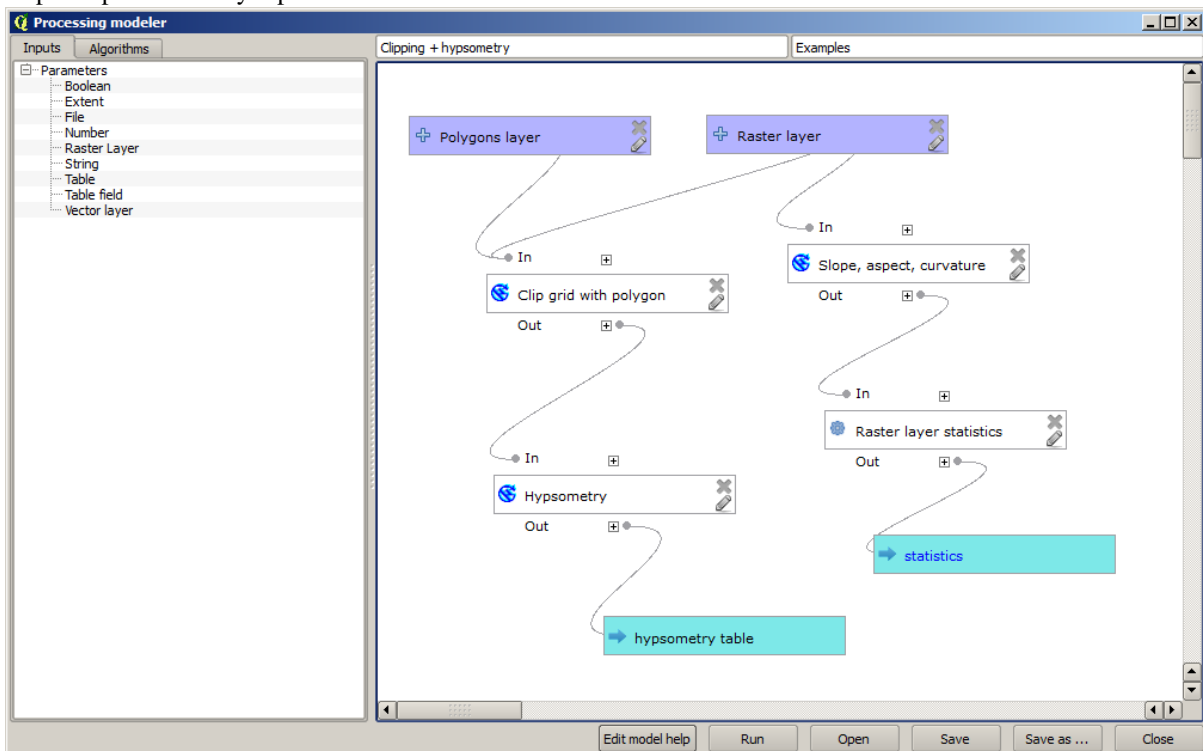 Processing modeler
Inputs Algorithms
Clipping + hypsometry
Examples
Parameters
Boolean
Extent
File
Number
Raster Layer
String
Table
Table field
Vector layer
Polygons layer
Raster layer
In
Slope, aspect, curvature
Out
In
Clip grid with polygon
Out
In
Raster layer statistics
Out
In
Hypsometry
Out
statistics
hypsometry table
Edit model help Run Open Save Save as ... Close